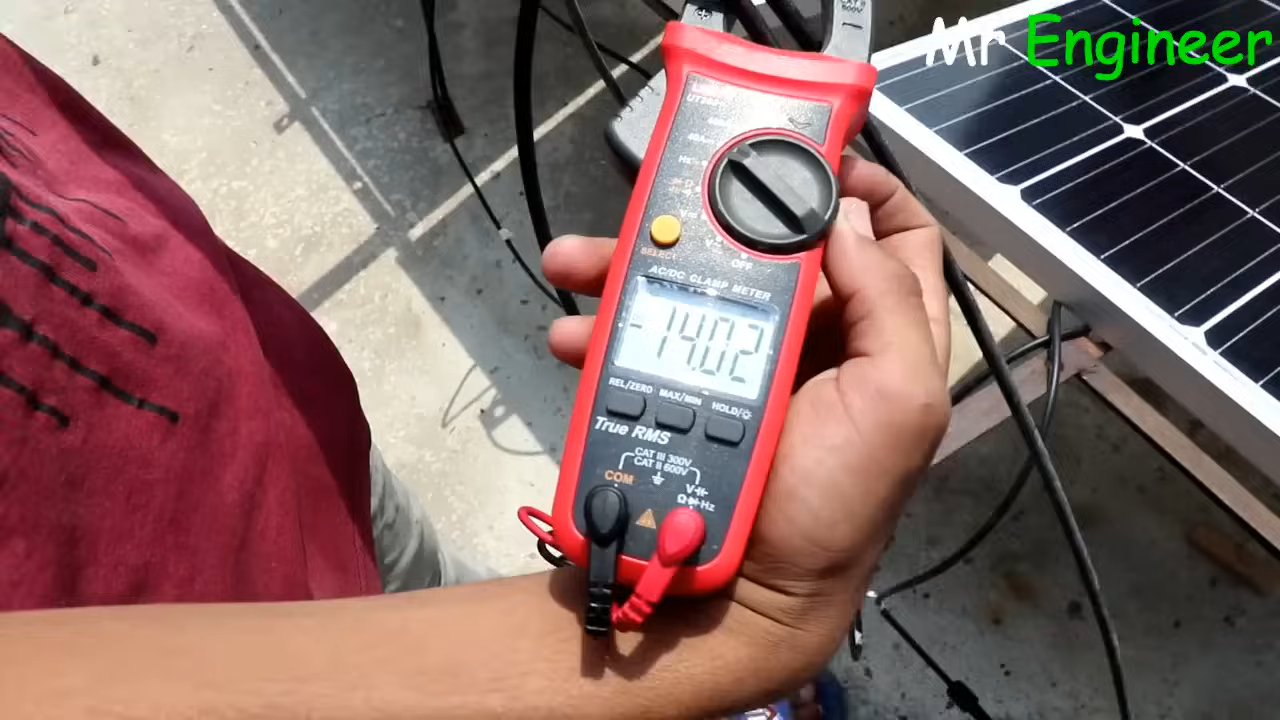 Mr Engineer
SELECT
OFF
AC/DC CLAMP METER
-14.02
REL/ZERO MAX/MIN HOLD/
True RMS
CAT III 300V
CAT II 600V
COM
V
Ω Hz